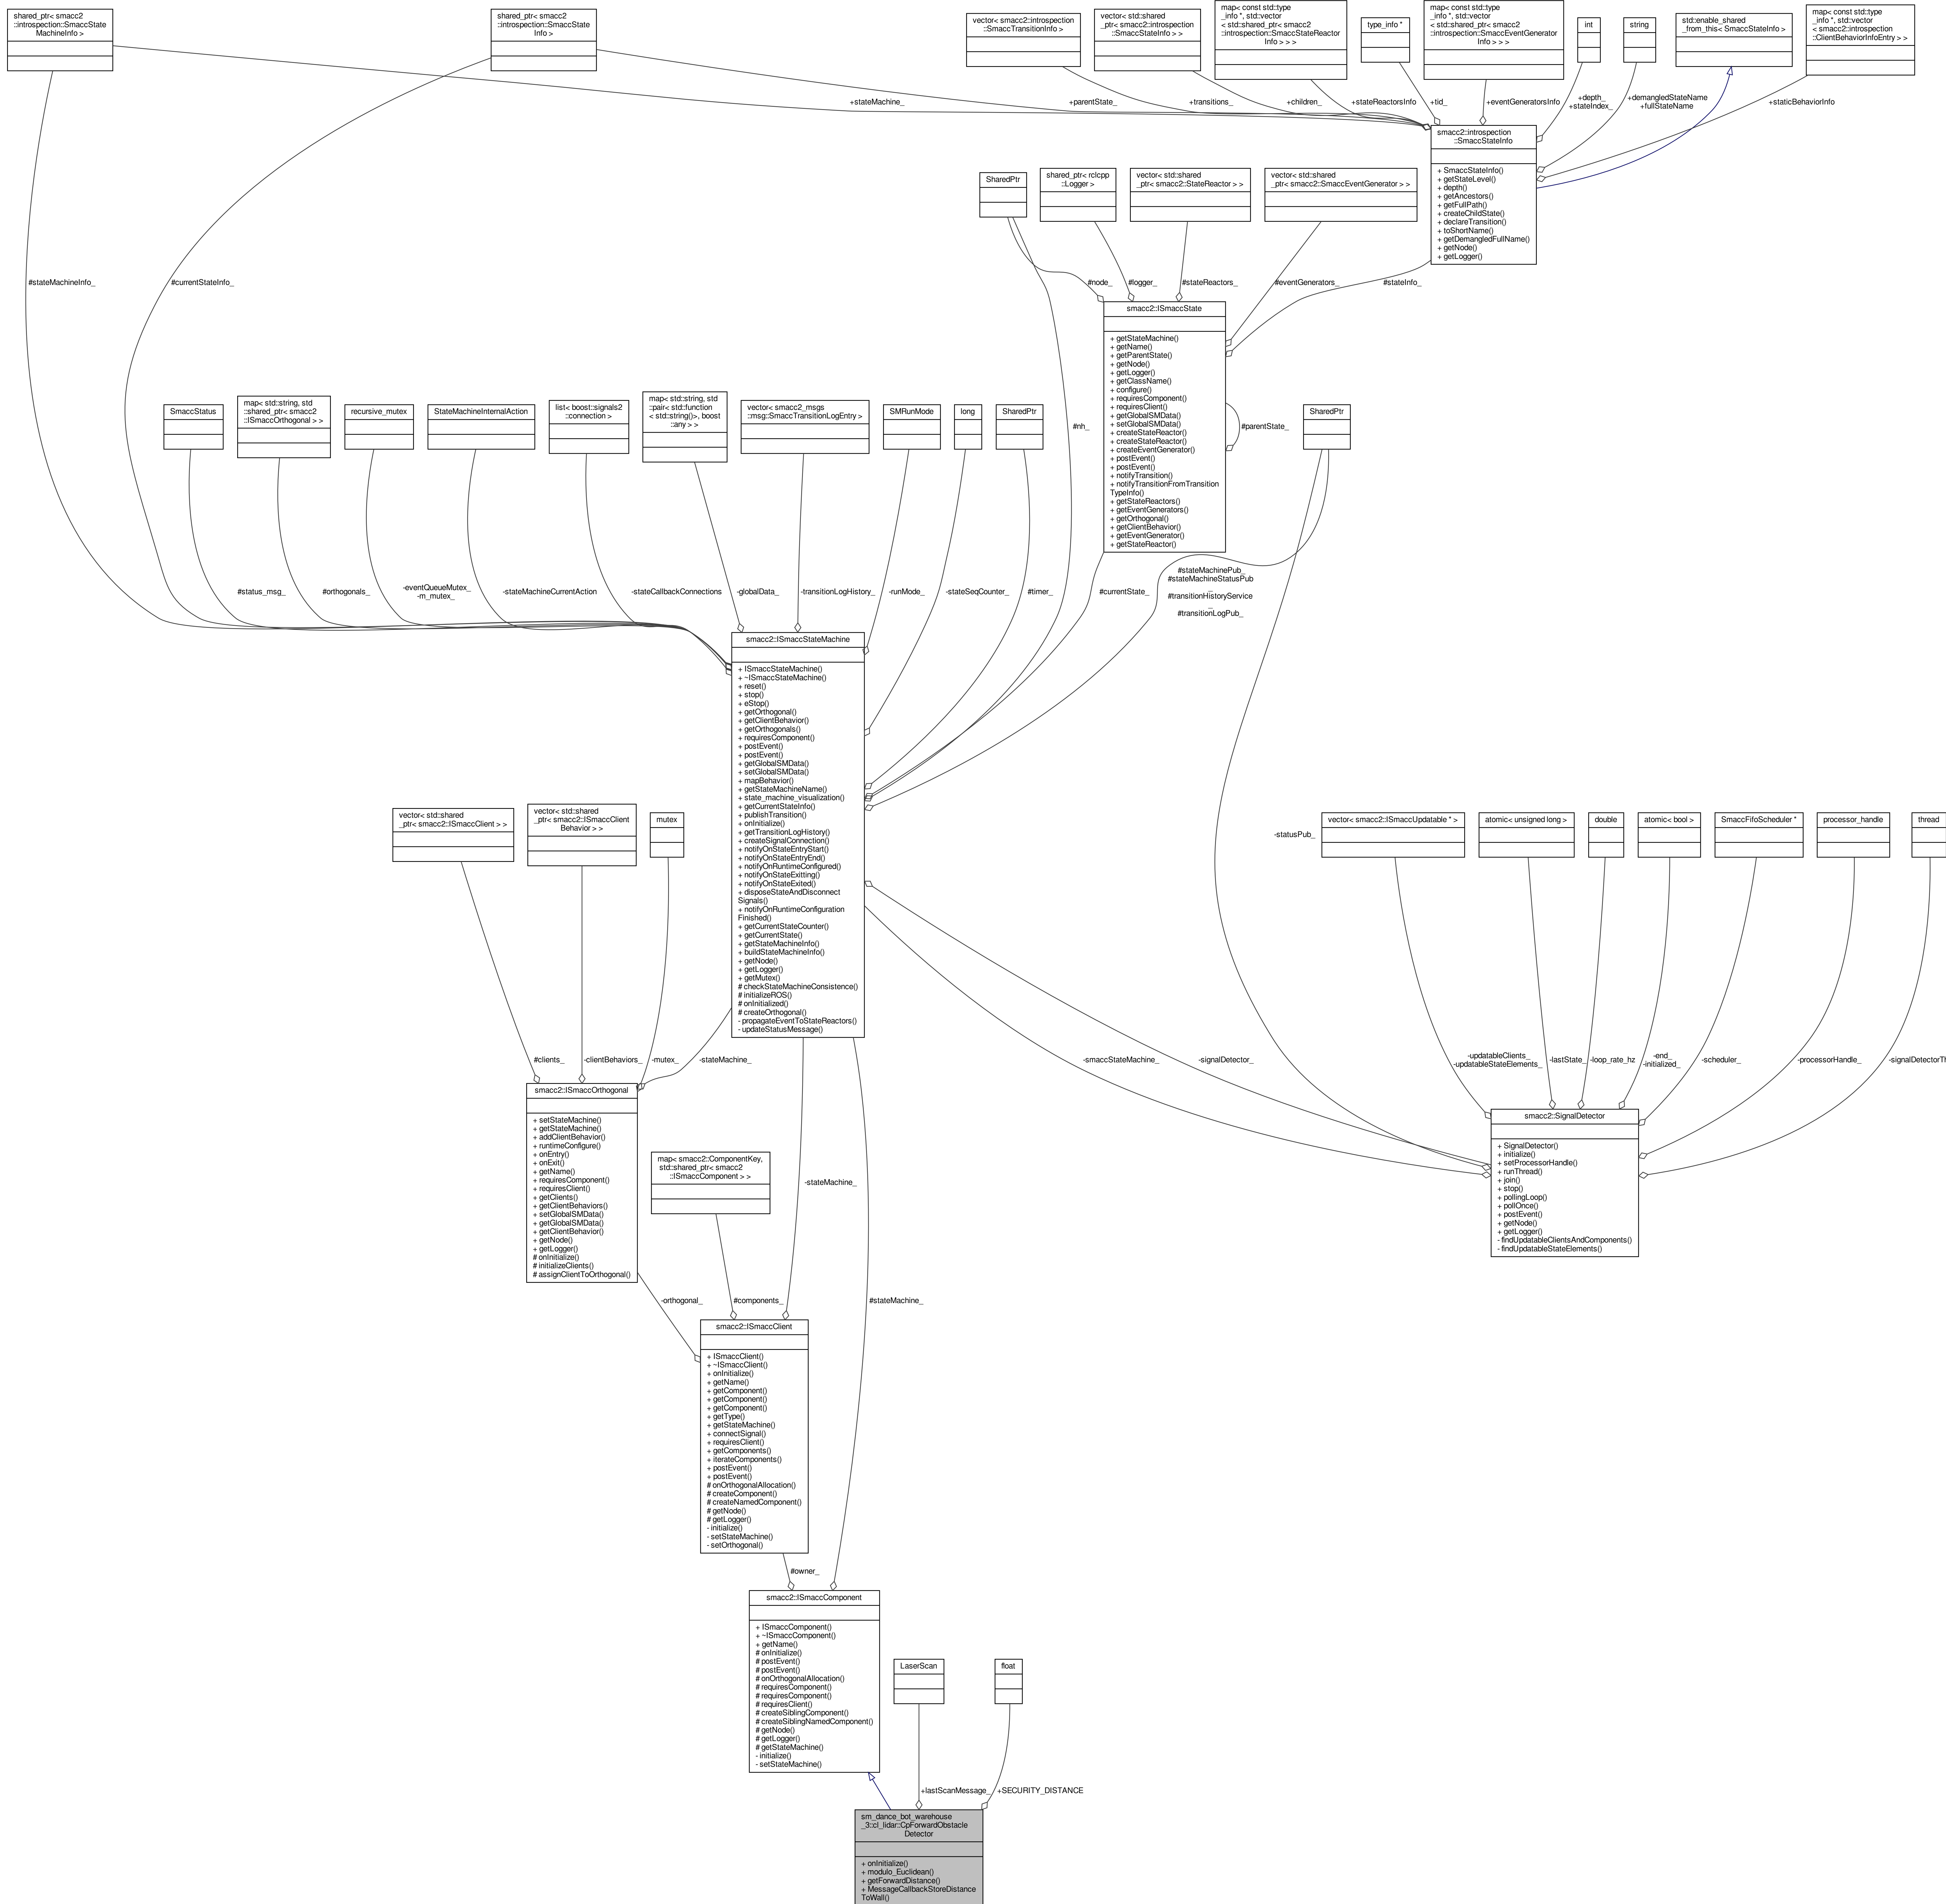 shared_ptr< smacc2
::introspection::SmaccState
MachineInfo >
shared_ptr< smacc2
::introspection::SmaccState
Info >
vector< smacc2::introspection
::SmaccTransitionInfo >
vector< std::shared
_ptr< smacc2::introspection
::SmaccStateInfo > >
map< const std::type
_info *, std::vector
< std::shared_ptr< smacc2
::introspection::SmaccStateReactor
Info > > >
type_info *
map< const std::type
_info *, std::vector
< std::shared_ptr< smacc2
::introspection::SmaccEventGenerator
Info > > >
int
string
std::enable_shared
_from_this< SmaccStateInfo >
map< const std::type
_info *, std::vector
< smacc2::introspection
::ClientBehaviorInfoEntry > >
+stateMachine_
+parentState_
+transitions_
+children_
+stateReactorsInfo
+tid_
+eventGeneratorsInfo
+depth_
+stateIndex_
+demangledStateName
+fullStateName
+staticBehaviorInfo
smacc2::introspection
::SmaccStateInfo
+ SmaccStateInfo()
+ getStateLevel()
+ depth()
+ getAncestors()
+ getFullPath()
+ createChildState()
+ declareTransition()
+ toShortName()
+ getDemangledFullName()
+ getNode()
+ getLogger()
SharedPtr
shared_ptr< rclcpp
::Logger >
vector< std::shared
_ptr< smacc2::StateReactor > >
vector< std::shared
_ptr< smacc2::SmaccEventGenerator > >
#stateMachineInfo_
#currentStateInfo_
#node_
#logger_
#stateReactors_
#eventGenerators_
#stateInfo_
smacc2::ISmaccState
+ getStateMachine()
+ getName()
+ getParentState()
+ getNode()
+ getLogger()
+ getClassName()
+ configure()
+ requiresComponent()
+ requiresClient()
+ getGlobalSMData()
+ setGlobalSMData()
+ createStateReactor()
+ createStateReactor()
+ createEventGenerator()
+ postEvent()
+ postEvent()
+ notifyTransition()
+ notifyTransitionFromTransition
TypeInfo()
+ getStateReactors()
+ getEventGenerators()
+ getOrthogonal()
+ getClientBehavior()
+ getEventGenerator()
+ getStateReactor()
#parentState_
#nh_
SmaccStatus
map< std::string, std
::shared_ptr< smacc2
::ISmaccOrthogonal > >
recursive_mutex
StateMachineInternalAction
list< boost::signals2
::connection >
map< std::string, std
::pair< std::function
< std::string()>, boost
::any > >
vector< smacc2_msgs
::msg::SmaccTransitionLogEntry >
SMRunMode
long
SharedPtr
SharedPtr
#status_msg_
#orthogonals_
-eventQueueMutex_
-m_mutex_
-stateMachineCurrentAction
-stateCallbackConnections
-globalData_
-transitionLogHistory_
-runMode_
-stateSeqCounter_
#timer_
#currentState_
#stateMachinePub_
#stateMachineStatusPub
_
#transitionHistoryService
_
#transitionLogPub_
smacc2::ISmaccStateMachine
+ ISmaccStateMachine()
+ ~ISmaccStateMachine()
+ reset()
+ stop()
+ eStop()
+ getOrthogonal()
+ getClientBehavior()
+ getOrthogonals()
+ requiresComponent()
+ postEvent()
+ postEvent()
+ getGlobalSMData()
+ setGlobalSMData()
+ mapBehavior()
+ getStateMachineName()
+ state_machine_visualization()
+ getCurrentStateInfo()
+ publishTransition()
+ onInitialize()
+ getTransitionLogHistory()
+ createSignalConnection()
+ notifyOnStateEntryStart()
+ notifyOnStateEntryEnd()
+ notifyOnRuntimeConfigured()
+ notifyOnStateExitting()
+ notifyOnStateExited()
+ disposeStateAndDisconnect
Signals()
+ notifyOnRuntimeConfiguration
Finished()
+ getCurrentStateCounter()
+ getCurrentState()
+ getStateMachineInfo()
+ buildStateMachineInfo()
+ getNode()
+ getLogger()
+ getMutex()
# checkStateMachineConsistence()
# initializeROS()
# onInitialized()
# createOrthogonal()
- propagateEventToStateReactors()
- updateStatusMessage()
vector< std::shared
_ptr< smacc2::ISmaccClient > >
vector< std::shared
_ptr< smacc2::ISmaccClient
Behavior > >
mutex
-statusPub_
vector< smacc2::ISmaccUpdatable * >
atomic< unsigned long >
double
atomic< bool >
SmaccFifoScheduler *
processor_handle
thread
#clients_
-clientBehaviors_
-mutex_
-stateMachine_
-smaccStateMachine_
-signalDetector_
-updatableClients_
-updatableStateElements_
-lastState_
-loop_rate_hz
-end_
-initialized_
-scheduler_
-processorHandle_
-signalDetectorTh
smacc2::ISmaccOrthogonal
+ setStateMachine()
+ getStateMachine()
+ addClientBehavior()
+ runtimeConfigure()
+ onEntry()
+ onExit()
+ getName()
+ requiresComponent()
+ requiresClient()
+ getClients()
+ getClientBehaviors()
+ setGlobalSMData()
+ getGlobalSMData()
+ getClientBehavior()
+ getNode()
+ getLogger()
# onInitialize()
# initializeClients()
# assignClientToOrthogonal()
smacc2::SignalDetector
+ SignalDetector()
+ initialize()
+ setProcessorHandle()
+ runThread()
+ join()
+ stop()
+ pollingLoop()
+ pollOnce()
+ postEvent()
+ getNode()
+ getLogger()
- findUpdatableClientsAndComponents()
- findUpdatableStateElements()
map< smacc2::ComponentKey,
std::shared_ptr< smacc2
::ISmaccComponent > >
-stateMachine_
-orthogonal_
#components_
#stateMachine_
smacc2::ISmaccClient
+ ISmaccClient()
+ ~ISmaccClient()
+ onInitialize()
+ getName()
+ getComponent()
+ getComponent()
+ getComponent()
+ getType()
+ getStateMachine()
+ connectSignal()
+ requiresClient()
+ getComponents()
+ iterateComponents()
+ postEvent()
+ postEvent()
# onOrthogonalAllocation()
# createComponent()
# createNamedComponent()
# getNode()
# getLogger()
- initialize()
- setStateMachine()
- setOrthogonal()
#owner_
smacc2::ISmaccComponent
+ ISmaccComponent()
+ ~ISmaccComponent()
+ getName()
# onInitialize()
# postEvent()
# postEvent()
# onOrthogonalAllocation()
# requiresComponent()
# requiresComponent()
# requiresClient()
# createSiblingComponent()
# createSiblingNamedComponent()
# getNode()
# getLogger()
# getStateMachine()
- initialize()
- setStateMachine()
LaserScan
float
+lastScanMessage_
+SECURITY_DISTANCE
sm_dance_bot_warehouse
_3::cl_lidar::CpForwardObstacle
Detector
+ onInitialize()
+ modulo_Euclidean()
+ getForwardDistance()
+ MessageCallbackStoreDistance
ToWall()